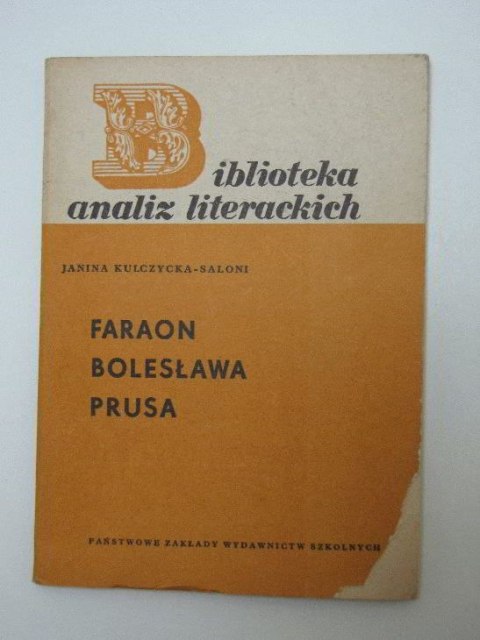 Biblioteka
analiz literackich
JANINA KULCZYCKA-SALONI
FARAON
BOLESŁAWA
PRUSA
PAŃSTWOWE ZAKŁADY WYDAWNICTW SZKOLNYCH